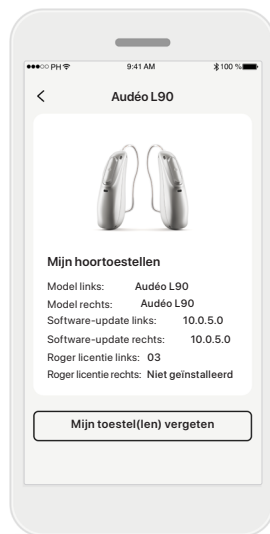 PH 9:41 AM 100 %
Audéo L90
Mijn hoortoestellen
Model links: Audéo L90
Model rechts: Audéo L90
Software-update links: 10.0.5.0
Software-update rechts: 10.0.5.0
Roger licentie links: 03
Roger licentie rechts: Niet geïnstalleerd
Mijn toestel(len) vergeten